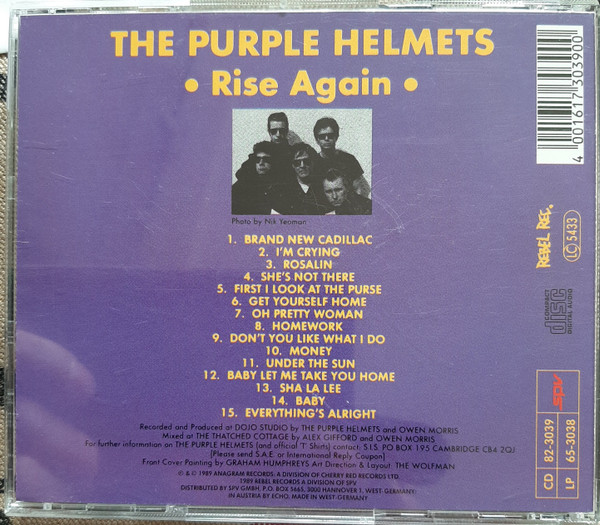 THE PURPLE HELMETS
• Rise Again •
4 001617 303900
Photo by Nik Yeoman
REBEL REC.
LC 5433
COMPACT
disc
DIGITAL AUDIO
1. BRAND NEW CADILLAC
2. I'M CRYING
3. ROSALIN
4. SHE'S NOT THERE
5. FIRST I LOOK AT THE PURSE
6. GET YOURSELF HOME
7. OH PRETTY WOMAN
8. HOMEWORK
9. DON'T YOU LIKE WHAT I DO
10. MONEY
11. UNDER THE SUN
12. BABY LET ME TAKE YOU HOME
13. SHA LA LEE
14. BABY
15. EVERYTHING'S ALRIGHT
spv
CD 82-3039
LP 65-3038
Recorded and Produced at DOJO STUDIO by THE PURPLE HELMETS and OWEN MORRIS
Mixed at THE THATCHED COTTAGE by ALEX GIFFORD and OWEN MORRIS
For further information on THE PURPLE HELMETS (and official 'T' Shirts) contact: S.I.S. PO BOX 195 CAMBRIDGE CB4 2QJ
[Please send S.A.E. or International Reply Coupon]
Front Cover Painting by GRAHAM HUMPHREYS Art Direction & Layout THE WOLFMAN
℗ & © 1989 ANAGRAM RECORDS: A DIVISION OF CHERRY RED RECORDS LTD.
1989 REBEL RECORDS A DIVISION OF SPV
DISTRIBUTED BY SPV GMBH, P.O. BOX 5665, 3000 HANNOVER 1. WEST-GERMANY:
IN AUSTRIA BY ECHO. MADE IN WEST-GERMANY